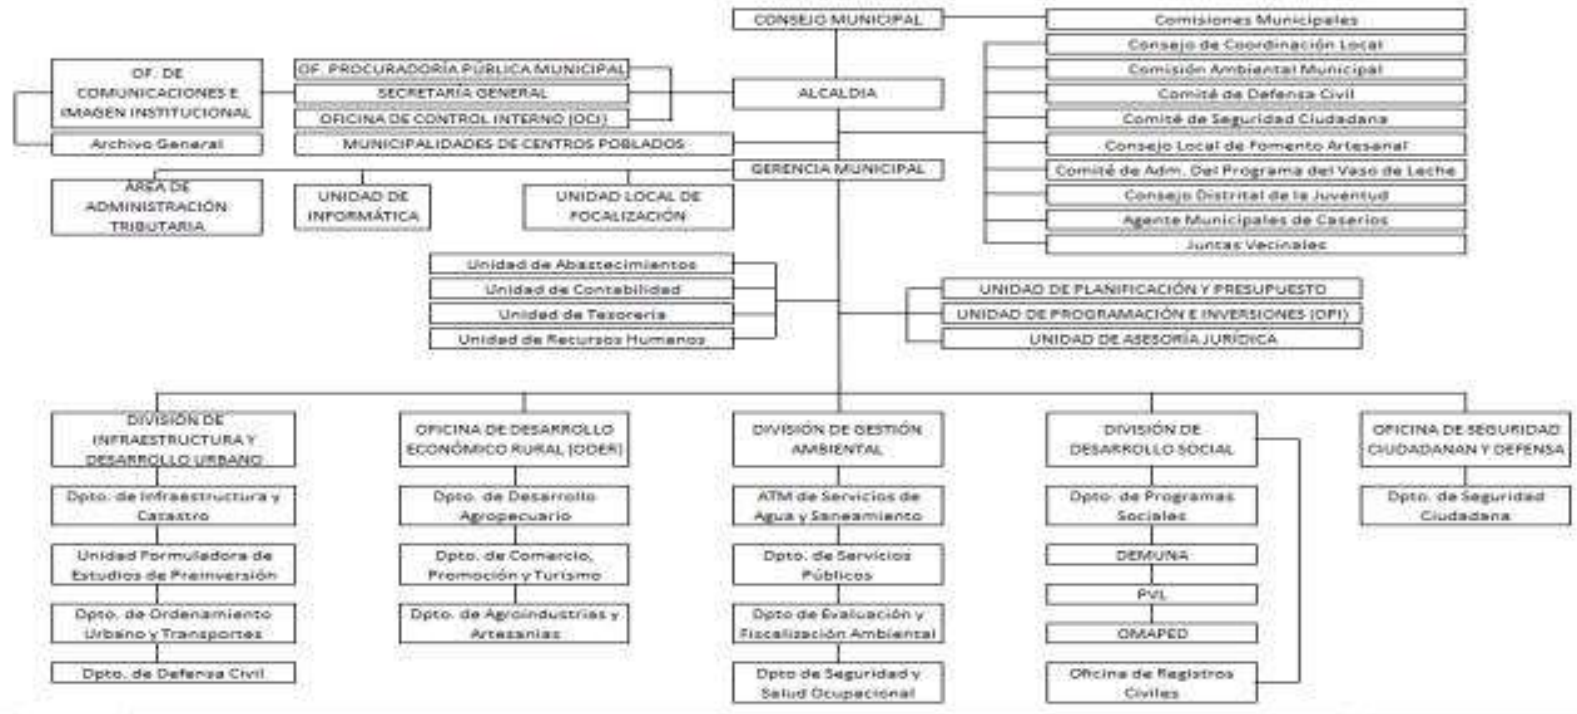 CONSEJO MUNICIPAL
Comisiones Municipales
Consejo de Coordinación Local
Comisión Ambiental Municipal
Comité de Defensa Civil
Comité de Seguridad Ciudadana
Consejo Local de Fomento Artesanal
Comité de Adm. Del Programa del Vaso de Leche
Consejo Distrital de la Juventud
Agente Municipales de Caseríos
Juntas Vecinales
OF. DE
COMUNICACIONES E
IMAGEN INSTITUCIONAL
Archivo General
OF. PROCURADORÍA PÚBLICA MUNICIPAL
SECRETARÍA GENERAL
OFICINA DE CONTROL INTERNO (OCI)
ALCALDIA
MUNICIPALIDADES DE CENTROS POBLADOS
GERENCIA MUNICIPAL
ÁREA DE
ADMINISTRACIÓN
TRIBUTARIA
UNIDAD DE
INFORMÁTICA
UNIDAD LOCAL DE
FOCALIZACIÓN
Unidad de Abastecimientos
Unidad de Contabilidad
Unidad de Tesorería
Unidad de Recursos Humanos
UNIDAD DE PLANIFICACIÓN Y PRESUPUESTO
UNIDAD DE PROGRAMACIÓN E INVERSIONES (OPI)
UNIDAD DE ASESORÍA JURÍDICA
DIVISIÓN DE
INFRAESTRUCTURA Y
DESARROLLO URBANO
Dpto. de Infraestructura y
Catastro
Unidad Formuladora de
Estudios de Preinversión
Dpto. de Ordenamiento
Urbano y Transportes
Dpto. de Defensa Civil
OFICINA DE DESARROLLO
ECONÓMICO RURAL (ODER)
Dpto. de Desarrollo
Agropecuario
Dpto. de Comercio,
Promoción y Turismo
Dpto. de Agroindustrias y
Artesanías
DIVISIÓN DE GESTIÓN
AMBIENTAL
ATM de Servicios de
Agua y Saneamiento
Dpto. de Servicios
Públicos
Dpto de Evaluación y
Fiscalización Ambiental
Dpto de Seguridad y
Salud Ocupacional
DIVISIÓN DE
DESARROLLO SOCIAL
Dpto. de Programas
Sociales
DEMUNA
PVL
OMAPED
Oficina de Registros
Civiles
OFICINA DE SEGURIDAD
CIUDADANAN Y DEFENSA
Dpto. de Seguridad
Ciudadana